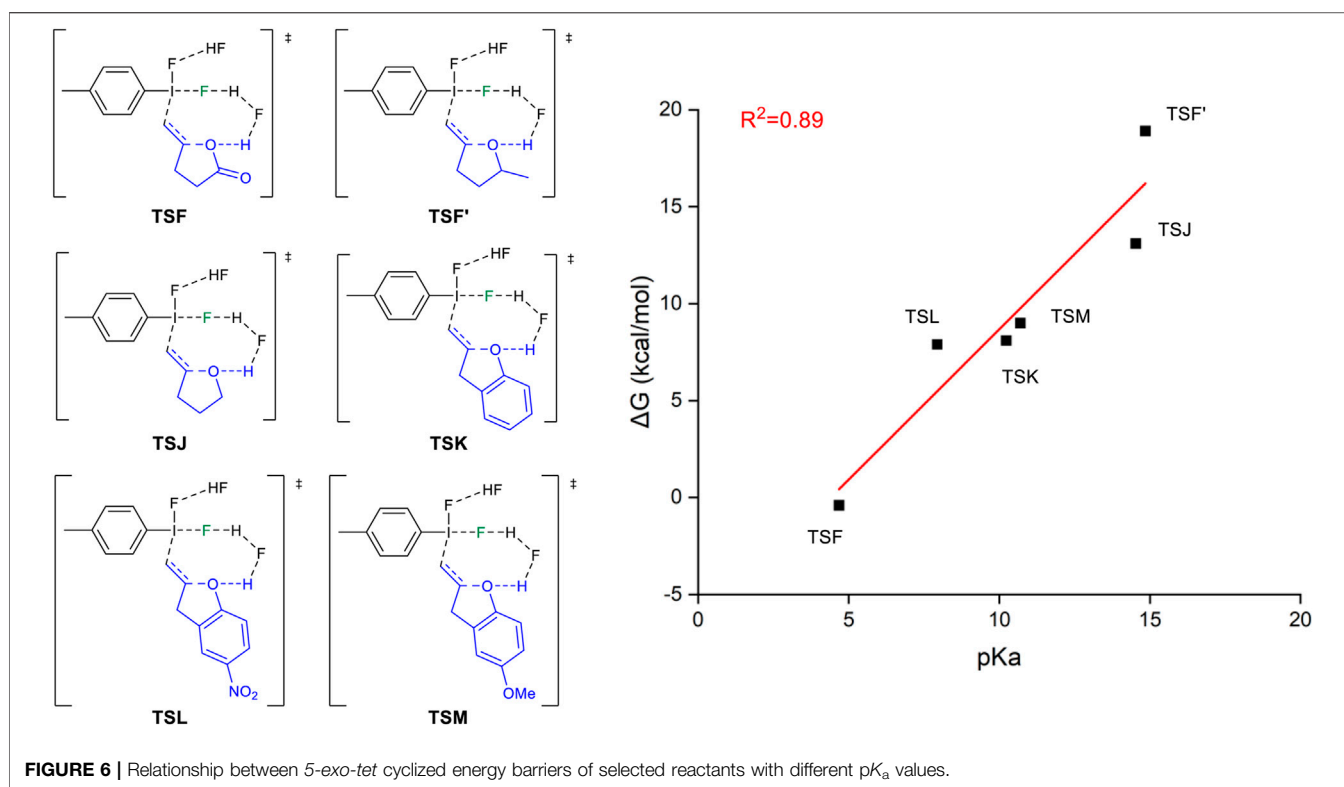 F HF ‡
I F H
F
O H
O
TSF
F HF ‡
I F H
F
O H
TSF'
F HF ‡
I F H
F
O H
TSJ
F HF ‡
I F H
F
O H
TSK
F HF ‡
I F H
F
O H
NO₂
TSL
F HF ‡
I F H
F
O H
OMe
TSM
R²=0.89
ΔG (kcal/mol)
20
15
10
5
0
-5
TSF'
TSJ
TSL
TSM
TSK
TSF
0 5 10 15 20
pKa
FIGURE 6 | Relationship between 5-exo-tet cyclized energy barriers of selected reactants with different pKₐ values.